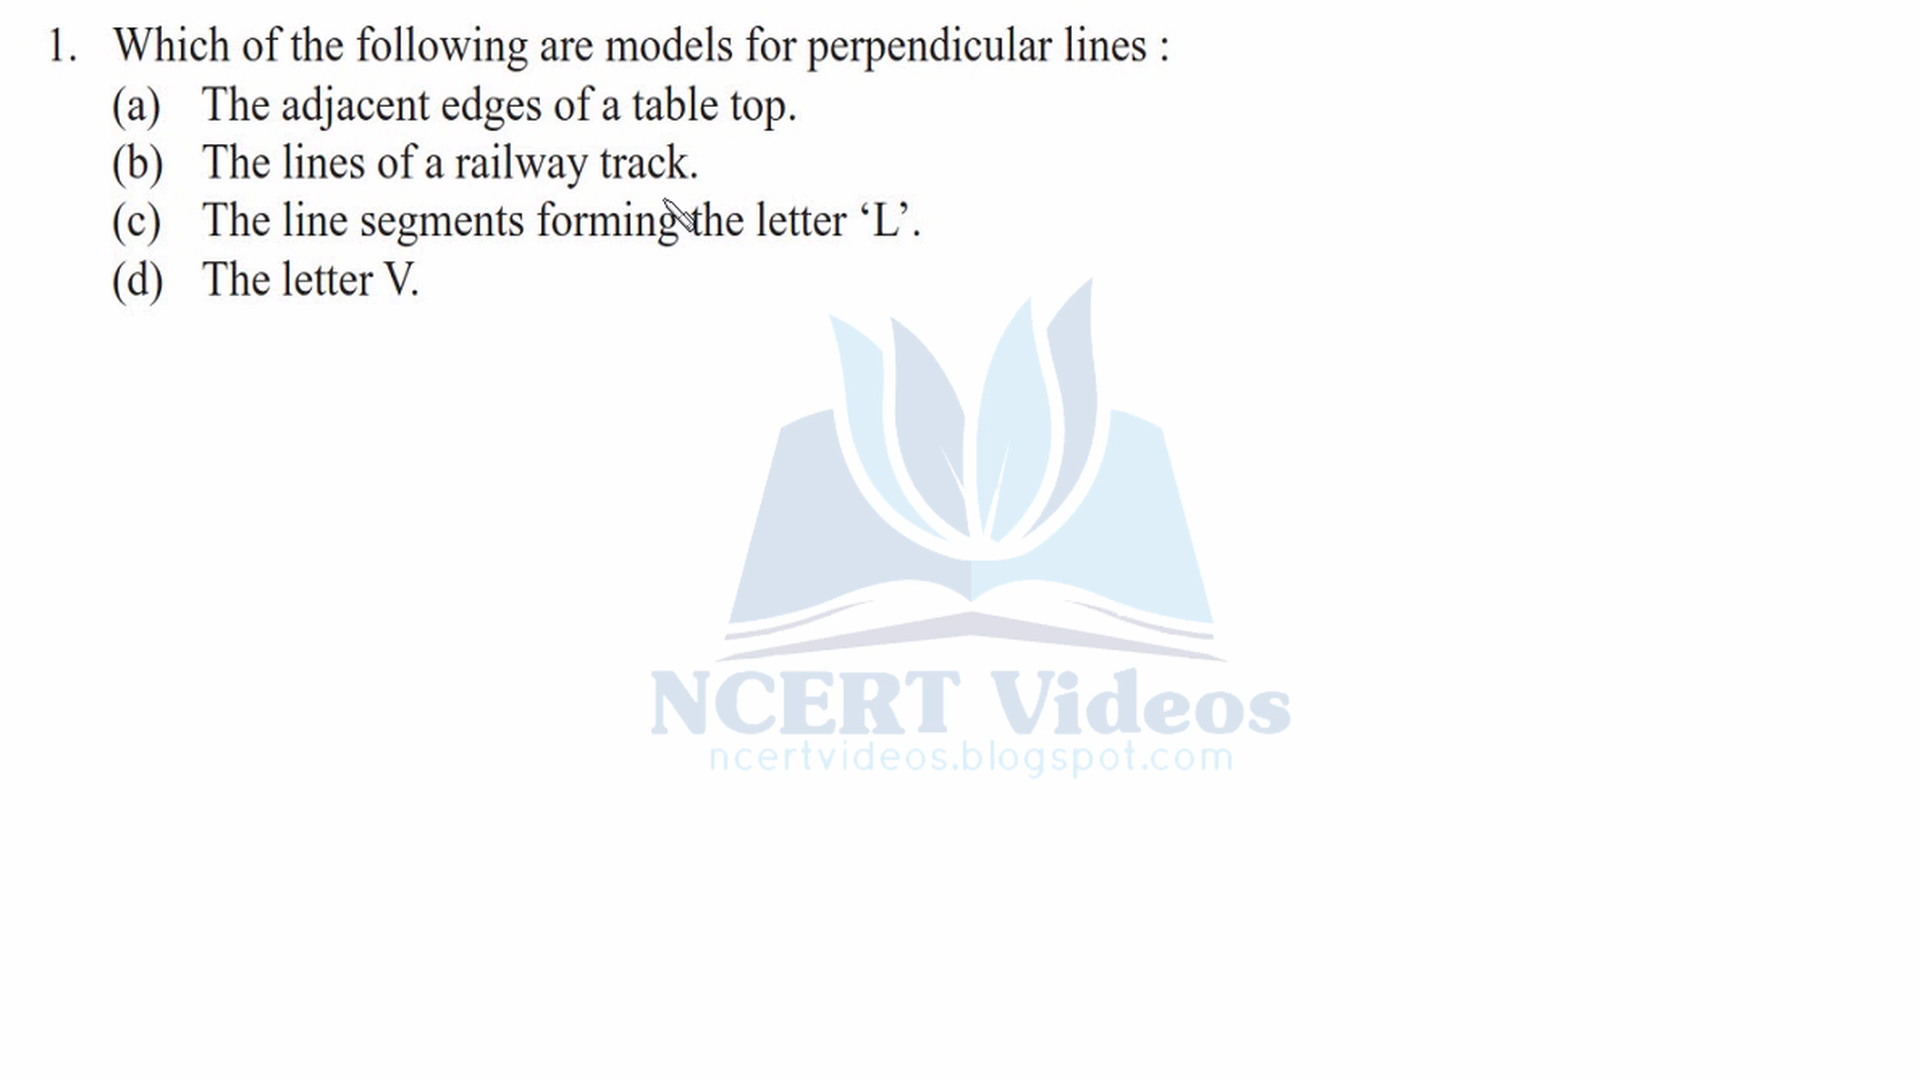 1. Which of the following are models for perpendicular lines :
(a) The adjacent edges of a table top.
(b) The lines of a railway track.
(c) The line segments forming the letter ‘L’.
(d) The letter V.
NCERT Videos
ncertvideos.blogspot.com